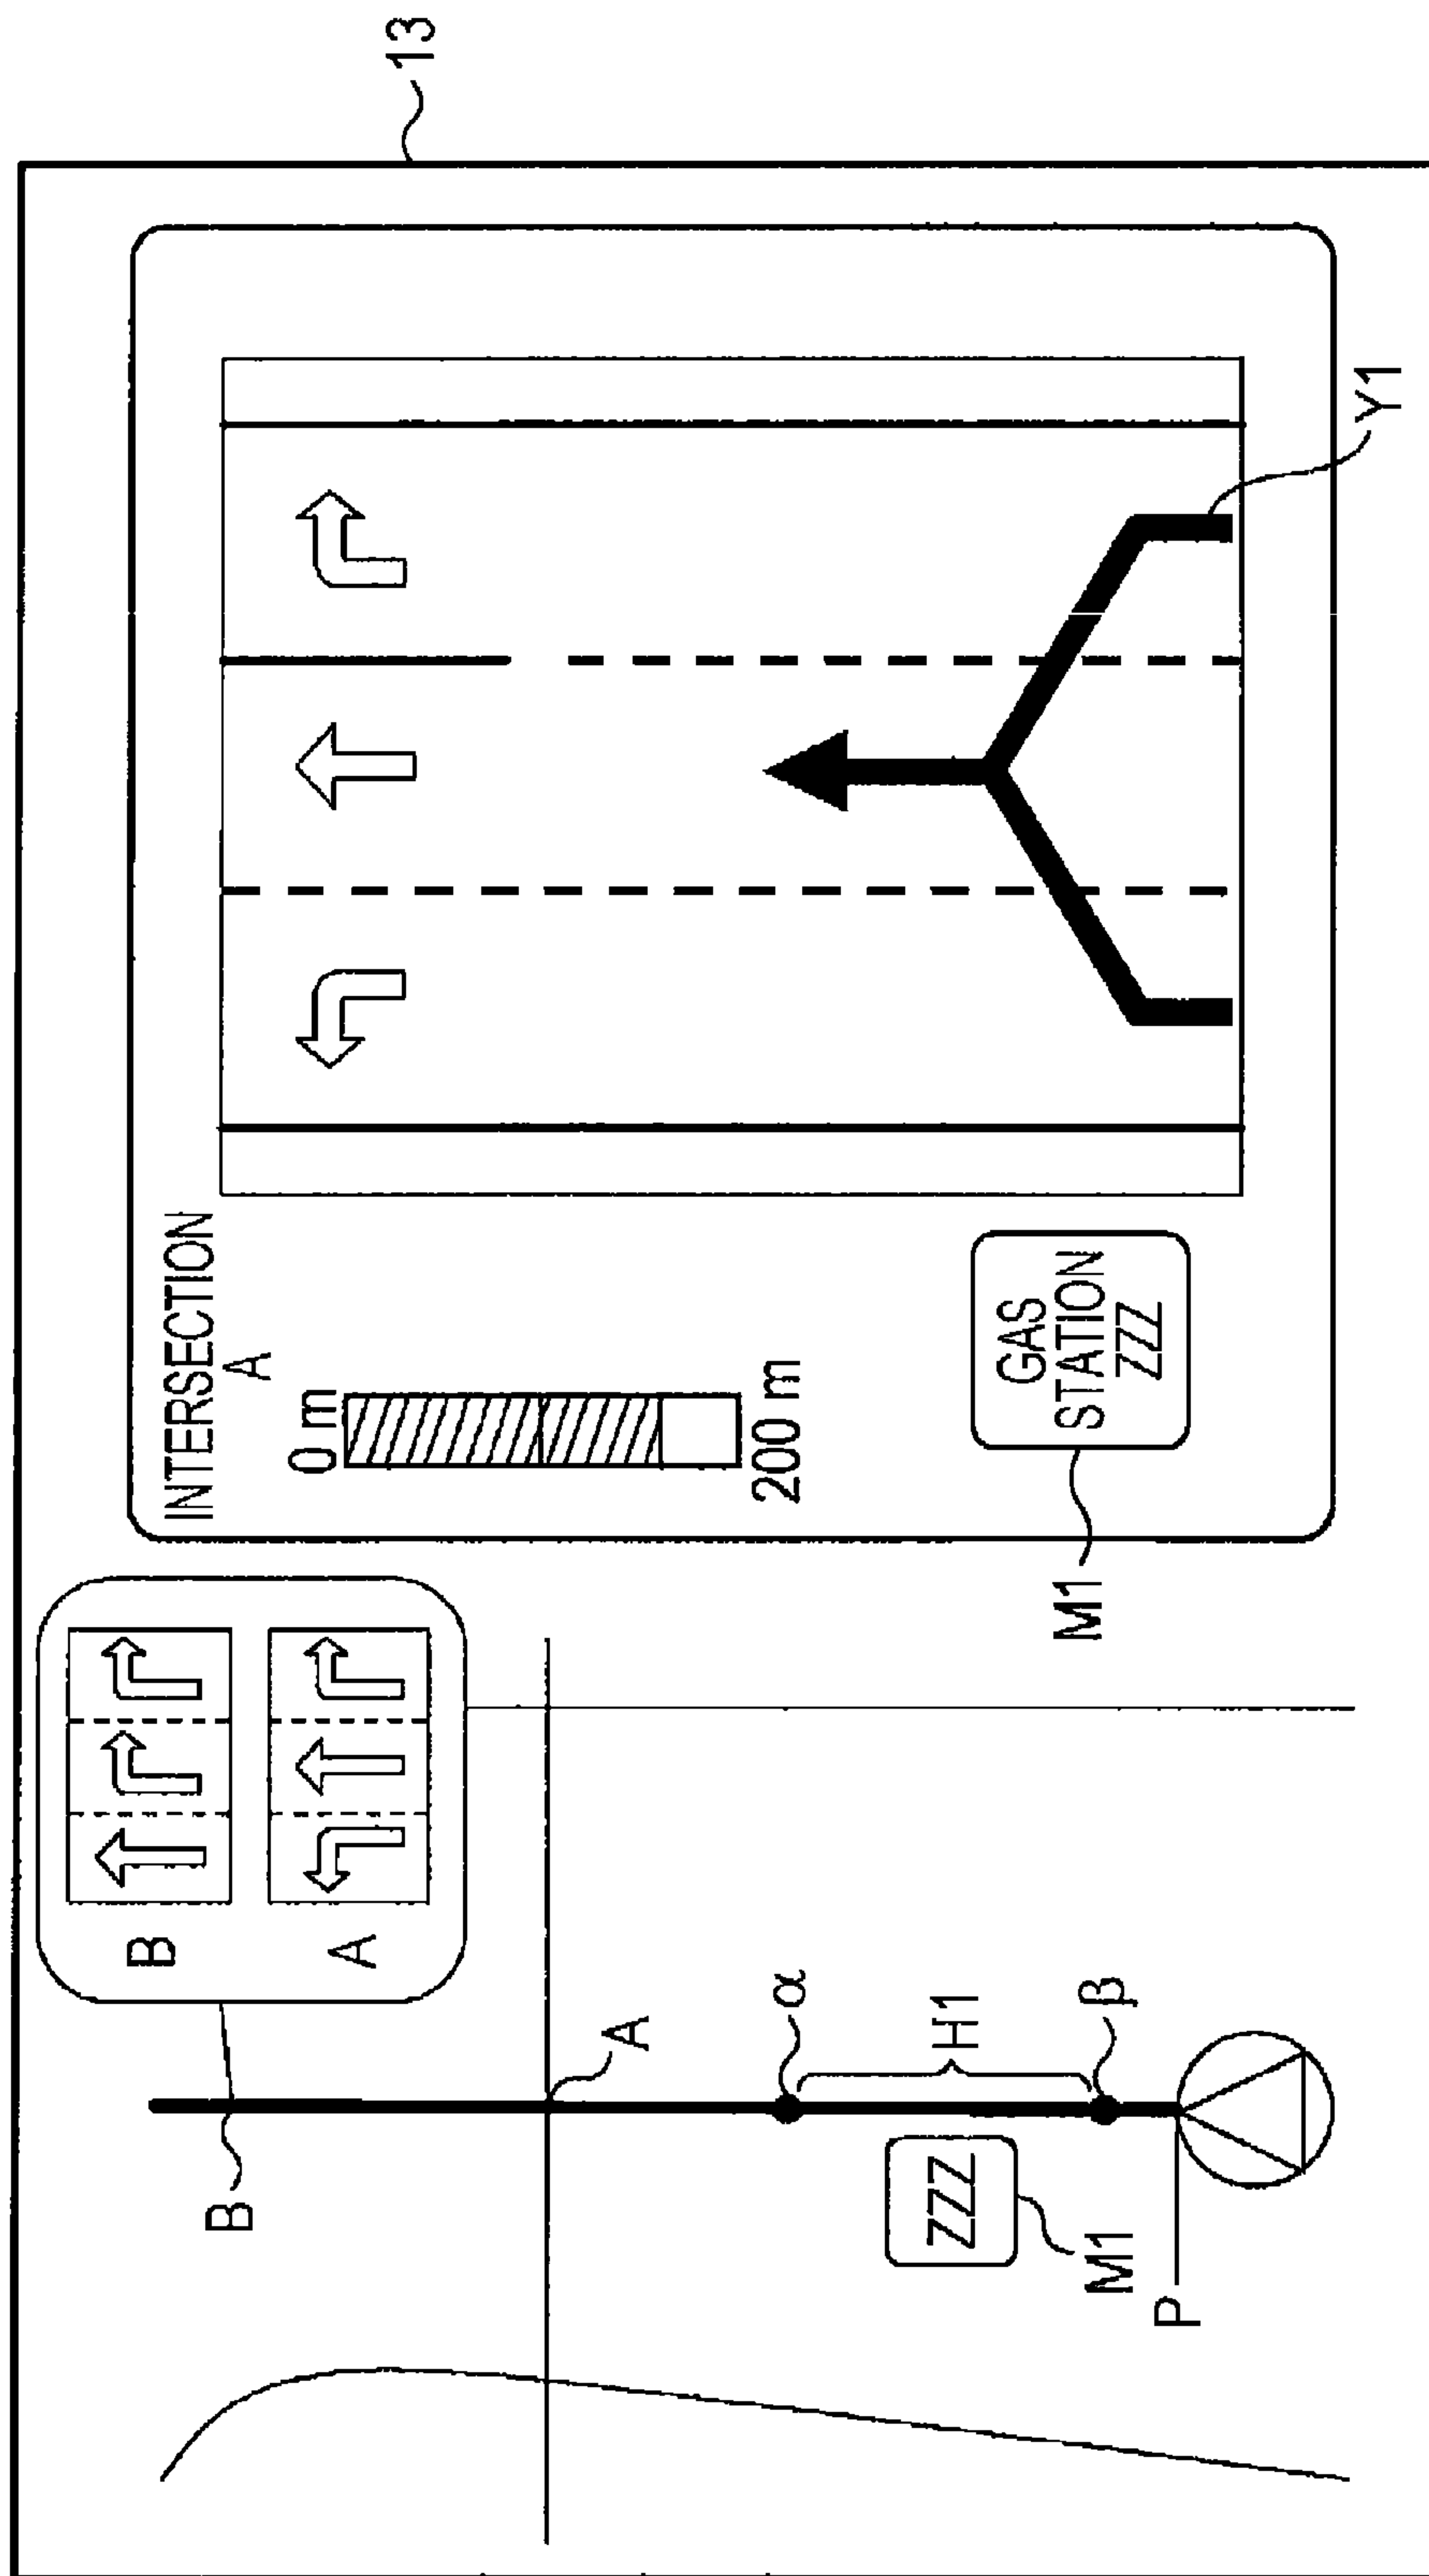 13
B
A
B
A
α
H1
β
ZZZ
M1
P
INTERSECTION
A
0 m
200 m
GAS
STATION
ZZZ
M1
Y1